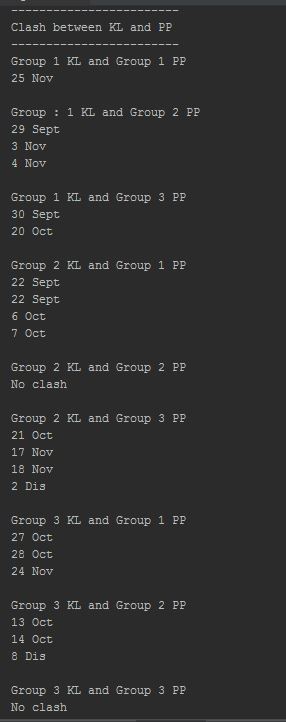 ------------------------
Clash between KL and PP
------------------------
Group 1 KL and Group 1 PP
25 Nov
Group : 1 KL and Group 2 PP
29 Sept
3 Nov
4 Nov
Group 1 KL and Group 3 PP
30 Sept
20 Oct
Group 2 KL and Group 1 PP
22 Sept
22 Sept
6 Oct
7 Oct
Group 2 KL and Group 2 PP
No clash
Group 2 KL and Group 3 PP
21 Oct
17 Nov
18 Nov
2 Dis
Group 3 KL and Group 1 PP
27 Oct
28 Oct
24 Nov
Group 3 KL and Group 2 PP
13 Oct
14 Oct
8 Dis
Group 3 KL and Group 3 PP
No clash